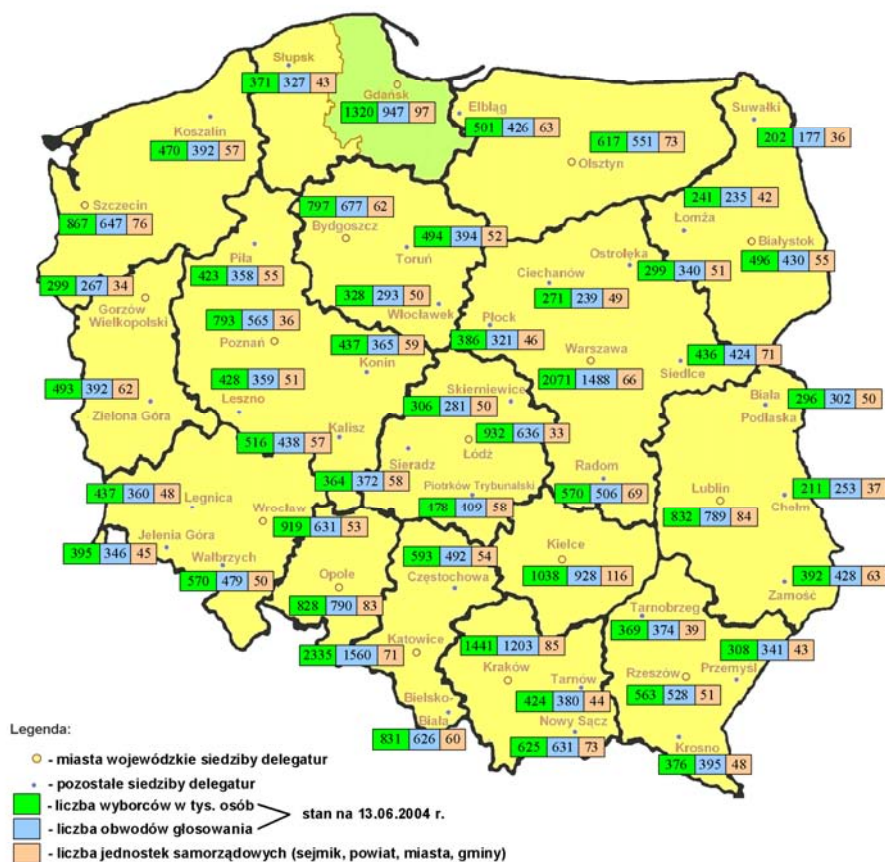 Słupsk
371 327 43
Gdańsk
1320 947 97
Koszalin
470 392 57
Elbląg
501 426 63
617 551 73
Olsztyn
Suwałki
202 177 36
Szczecin
867 647 76
797 677 62
Bydgoszcz
494 394 52
Toruń
241 235 42
Łomża
Białystok
496 430 55
Piła
423 358 55
Ostrołęka
299 340 51
Ciechanów
271 239 49
299 267 34
Gorzów
Wielkopolski
328 293 50
Włocławek
793 565 36
Poznań
Płock
386 321 46
437 365 59
Konin
Warszawa
2071 1488 66
436 424 71
Siedlce
493 392 62
Zielona Góra
428 359 51
Leszno
Skierniewice
306 281 50
Biała
Podlaska
296 302 50
516 438 57
Kalisz
932 636 33
Łódź
Sieradz
364 372 58
Piotrków Trybunalski
478 409 58
Radom
570 506 69
Lublin
832 789 84
211 253 37
Chełm
437 360 48
Legnica
Wrocław
919 631 53
395 346 45
Jelenia Góra
Wałbrzych
570 479 50
593 492 54
Częstochowa
Kielce
1038 928 116
392 428 63
Zamość
Opole
828 790 83
Tarnobrzeg
369 374 39
2335 1560 71
Katowice
1441 1203 85
Kraków
308 341 43
Przemyśl
Rzeszów
563 528 51
Tarnów
424 380 44
Bielsko-
Biała
831 626 60
Nowy Sącz
625 631 73
Krosno
376 395 48
Legenda:
- miasta wojewódzkie siedziby delegatur
- pozostałe siedziby delegatur
- liczba wyborców w tys. osób
- liczba obwodów głosowania
stan na 13.06.2004 r.
- liczba jednostek samorządowych (sejmik, powiat, miasta, gminy)